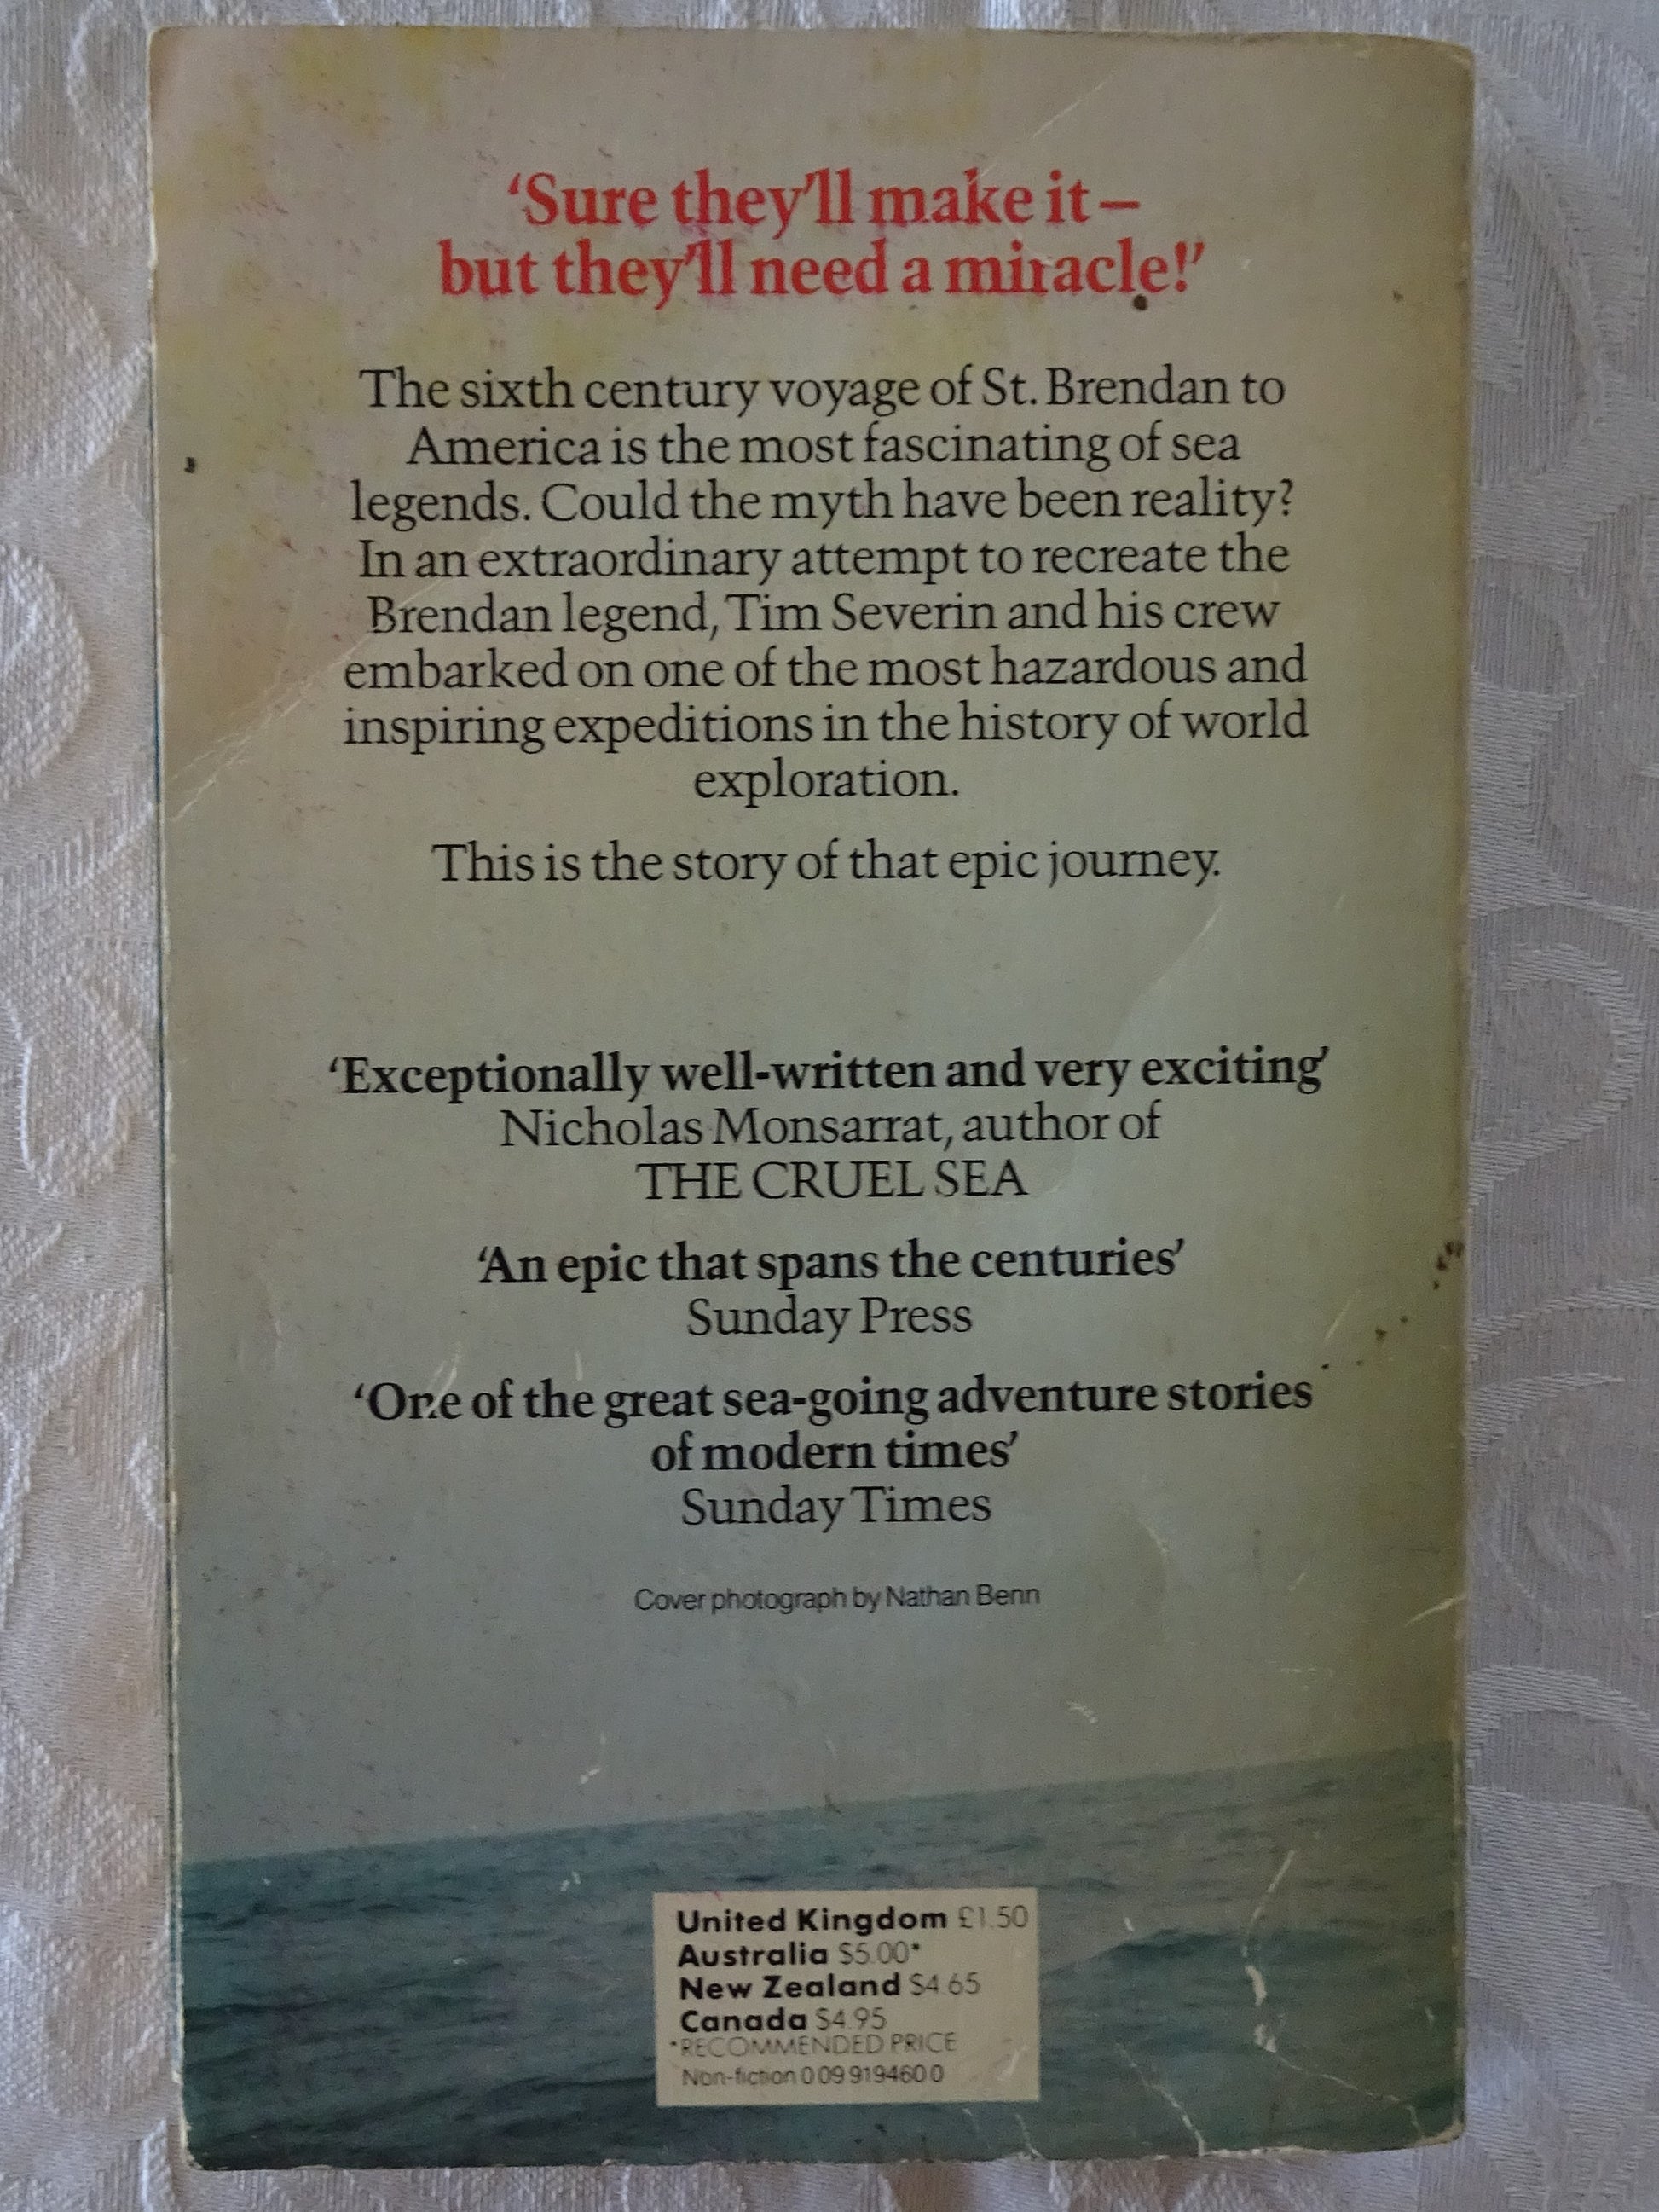 ‘Sure they’ll make it –
but they’ll need a miracle!’
The sixth century voyage of St. Brendan to
America is the most fascinating of sea
legends. Could the myth have been reality?
In an extraordinary attempt to recreate the
Brendan legend, Tim Severin and his crew
embarked on one of the most hazardous and
inspiring expeditions in the history of world
exploration.
This is the story of that epic journey.
‘Exceptionally well-written and very exciting’
Nicholas Monsarrat, author of
THE CRUEL SEA
‘An epic that spans the centuries’
Sunday Press
‘One of the great sea-going adventure stories
of modern times’
Sunday Times
Cover photograph by Nathan Benn
United Kingdom £1.50
Australia $5.00*
New Zealand $4.65
Canada $4.95
*RECOMMENDED PRICE
Non-fiction 0 09 919460 0